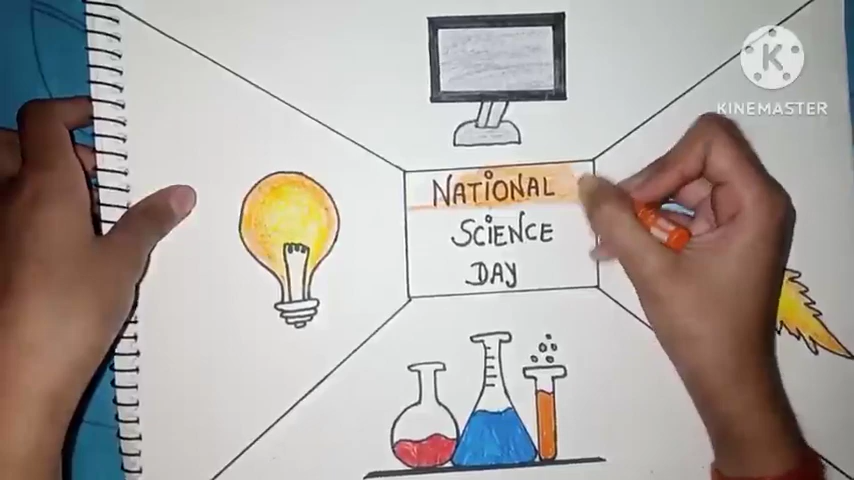 K
KINEMASTER
NATIONAL
SCIENCE
DAY